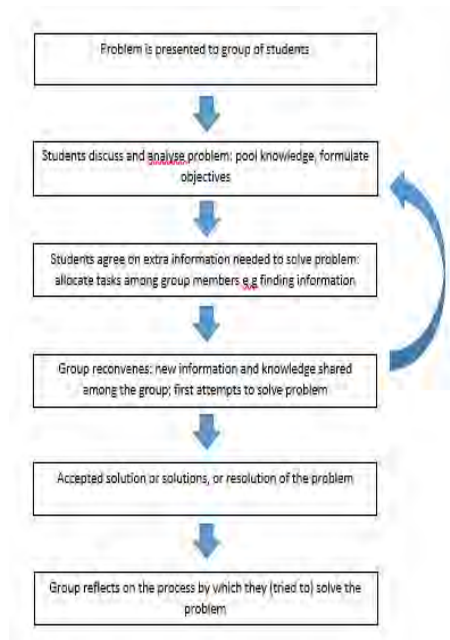 Problem is presented to group of students
Students discuss and analyse problem: pool knowledge, formulate
objectives
Students agree on extra information needed to solve problem:
allocate tasks among group members e.g finding information
Group reconvenes: new information and knowledge shared
among the group; first attempts to solve problem
Accepted solution or solutions, or resolution of the problem
Group reflects on the process by which they (tried to) solve the
problem